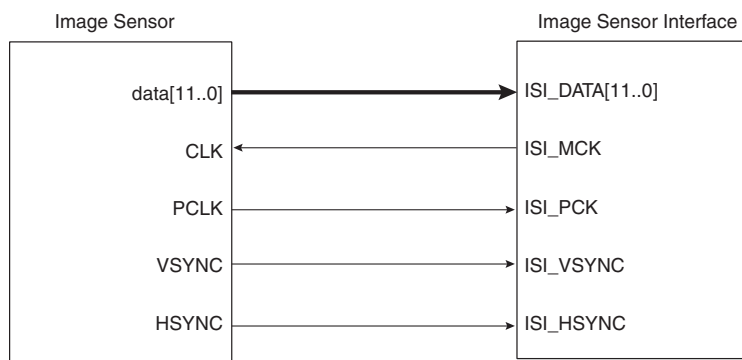 Image Sensor
Image Sensor Interface
data[11..0]
ISI_DATA[11..0]
CLK
ISI_MCK
PCLK
ISI_PCK
VSYNC
ISI_VSYNC
HSYNC
ISI_HSYNC